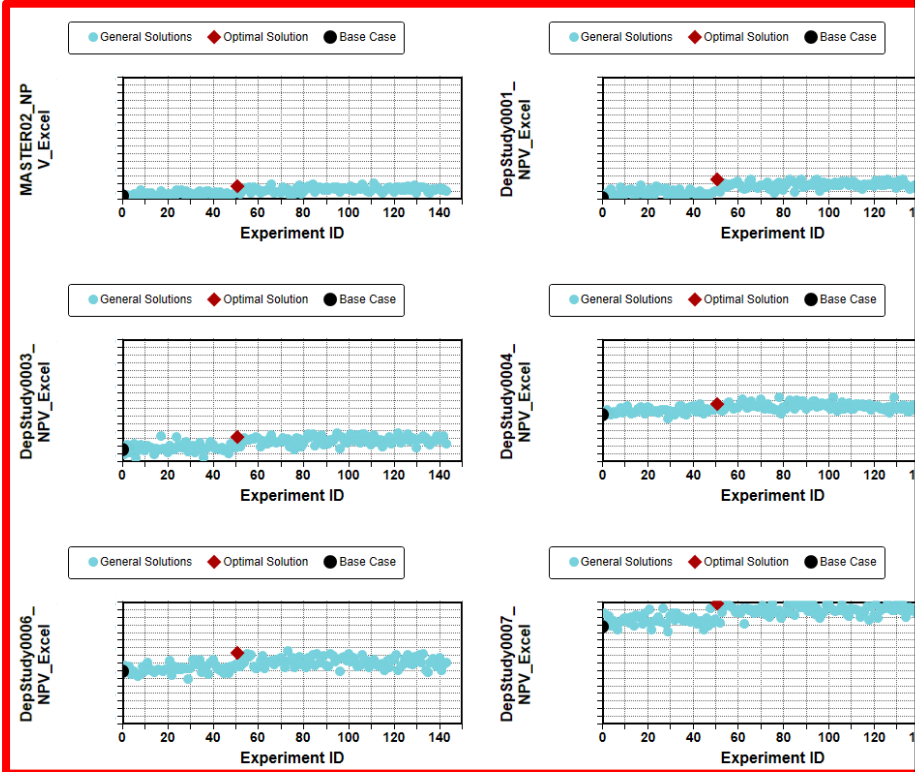 General Solutions Optimal Solution Base Case
MASTER02_NP
V_Excel
0 20 40 60 80 100 120 140
Experiment ID
General Solutions Optimal Solution Base Case
DepStudy0001_
NPV_Excel
0 20 40 60 80 100 120
Experiment ID
General Solutions Optimal Solution Base Case
DepStudy0003_
NPV_Excel
0 20 40 60 80 100 120 140
Experiment ID
General Solutions Optimal Solution Base Case
DepStudy0004_
NPV_Excel
0 20 40 60 80 100 120
Experiment ID
General Solutions Optimal Solution Base Case
DepStudy0006_
NPV_Excel
0 20 40 60 80 100 120 140
Experiment ID
General Solutions Optimal Solution Base Case
DepStudy0007_
NPV_Excel
0 20 40 60 80 100 120
Experiment ID